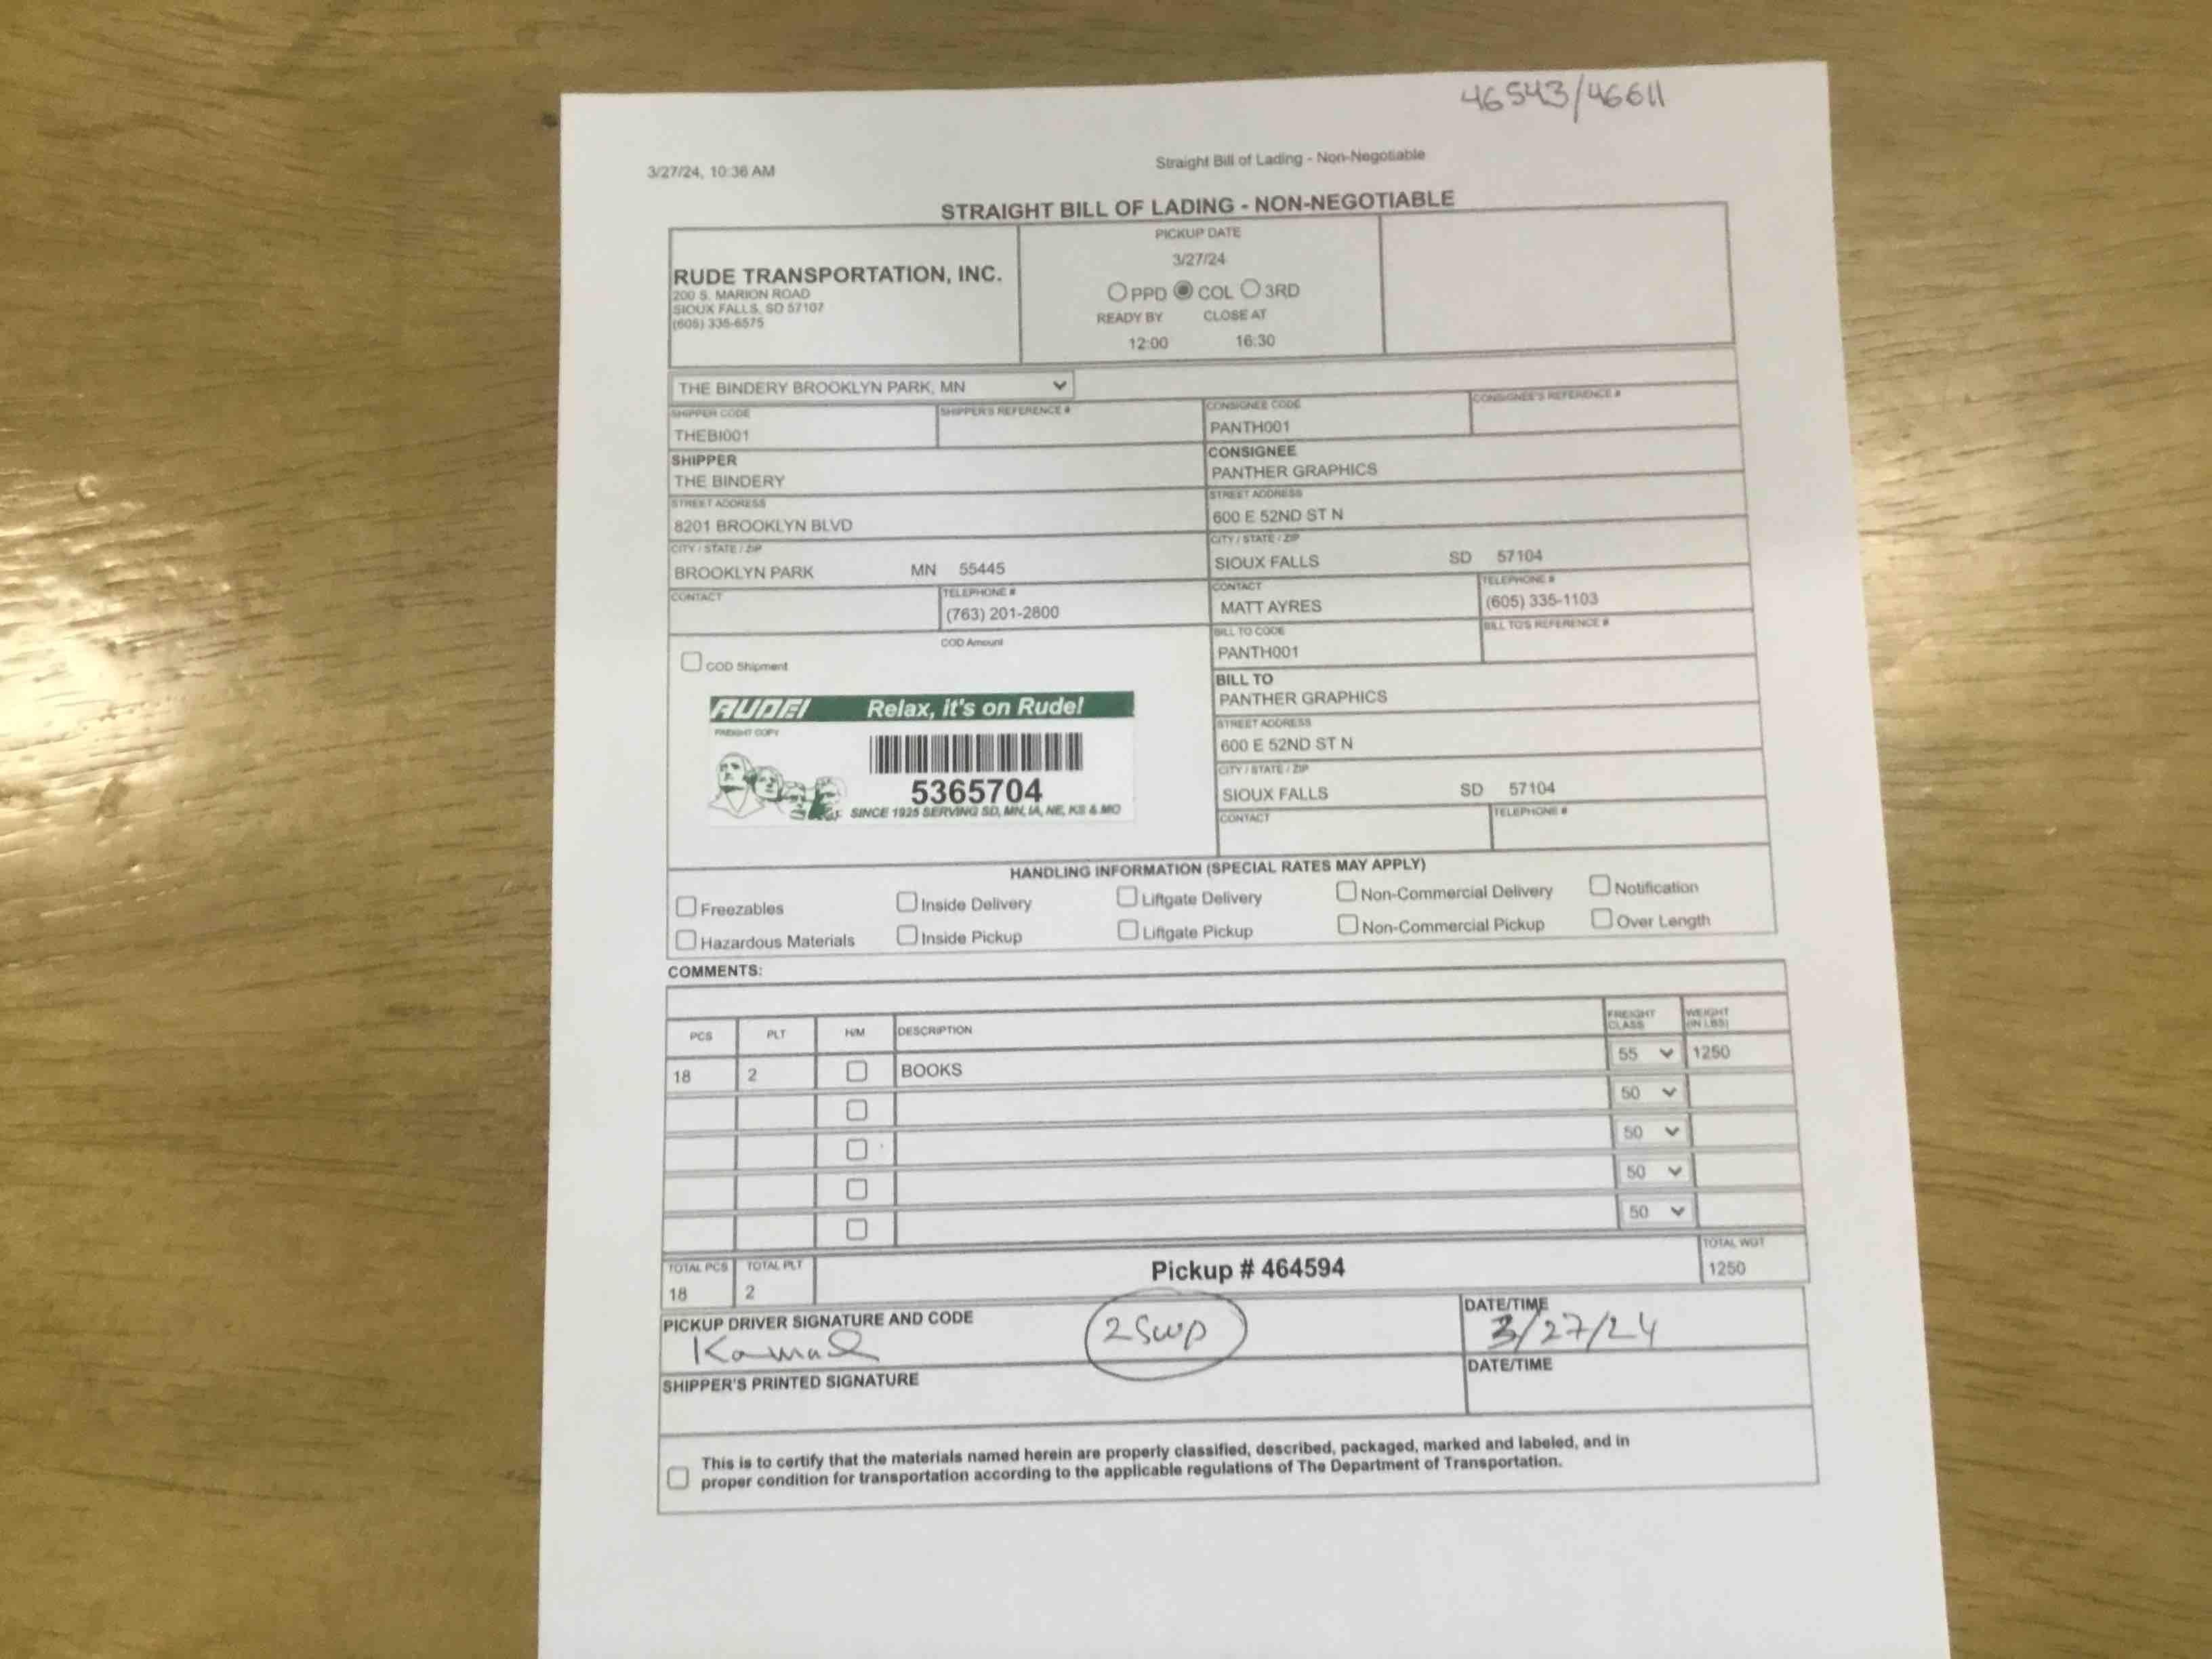 46543/46611
3/27/24, 10:36 AM
Straight Bill of Lading - Non-Negotiable
STRAIGHT BILL OF LADING - NON-NEGOTIABLE
RUDE TRANSPORTATION, INC.
200 S. MARION ROAD
SIOUX FALLS, SD 57107
(605) 335-6575
PICKUP DATE
3/27/24
PPD COL 3RD
READY BY CLOSE AT
12:00 16:30
THE BINDERY BROOKLYN PARK, MN
SHIPPER CODE SHIPPER'S REFERENCE #
THEBI001
CONSIGNEE CODE CONSIGNEE'S REFERENCE #
PANTH001
SHIPPER
THE BINDERY
CONSIGNEE
PANTHER GRAPHICS
STREET ADDRESS
8201 BROOKLYN BLVD
STREET ADDRESS
600 E 52ND ST N
CITY / STATE / ZIP
BROOKLYN PARK MN 55445
CITY / STATE / ZIP
SIOUX FALLS SD 57104
CONTACT TELEPHONE #
(763) 201-2800
CONTACT TELEPHONE #
MATT AYRES (605) 335-1103
COD Amount
COD Shipment
BILL TO CODE BILL TO'S REFERENCE #
PANTH001
BILL TO
PANTHER GRAPHICS
STREET ADDRESS
600 E 52ND ST N
CITY / STATE / ZIP
SIOUX FALLS SD 57104
CONTACT TELEPHONE #
RUDE! Relax, it's on Rude!
FREIGHT COPY
5365704
SINCE 1925 SERVING SD, MN, IA, NE, KS & MO
HANDLING INFORMATION (SPECIAL RATES MAY APPLY)
Freezables Inside Delivery Liftgate Delivery Non-Commercial Delivery Notification
Hazardous Materials Inside Pickup Liftgate Pickup Non-Commercial Pickup Over Length
COMMENTS:
PCS PLT H/M DESCRIPTION FREIGHT CLASS WEIGHT (IN LBS)
18 2 BOOKS 55 1250
50
50
50
50
TOTAL PCS TOTAL PLT TOTAL WGT
18 2 Pickup # 464594 1250
PICKUP DRIVER SIGNATURE AND CODE DATE/TIME
Kamal 2 SWP 3/27/24
SHIPPER'S PRINTED SIGNATURE DATE/TIME
This is to certify that the materials named herein are properly classified, described, packaged, marked and labeled, and in
proper condition for transportation according to the applicable regulations of The Department of Transportation.